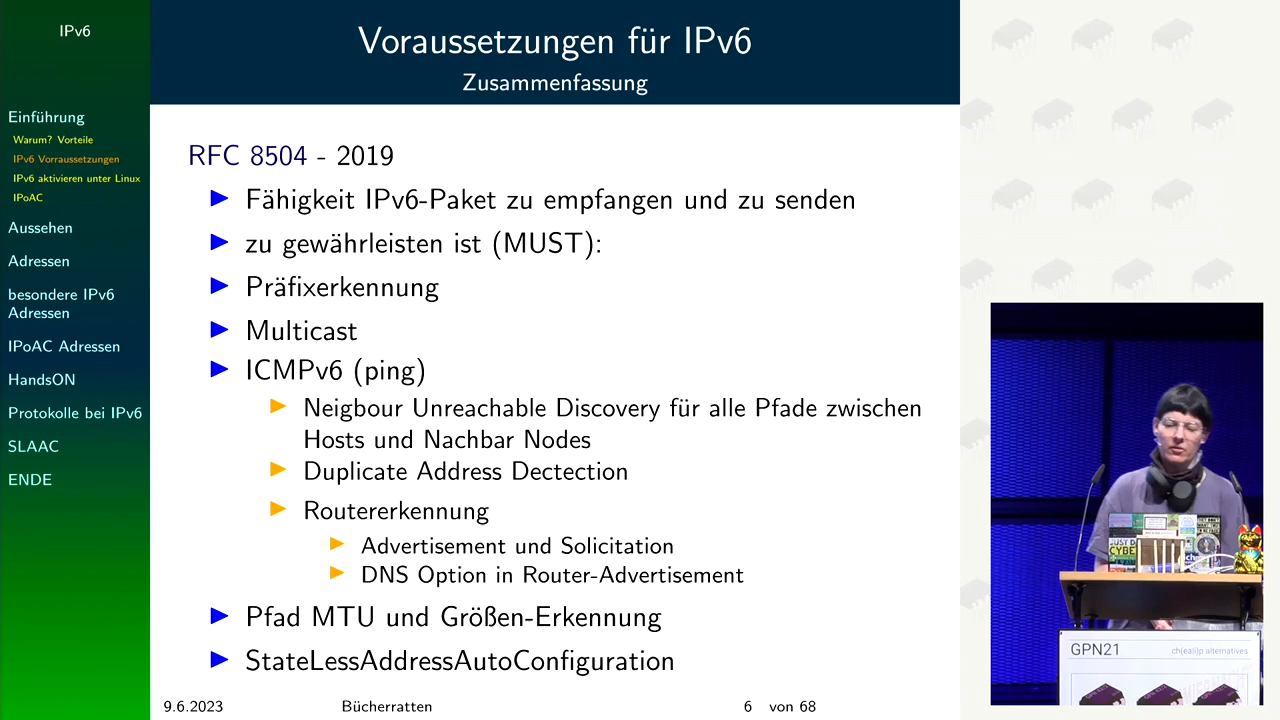 IPv6
Einführung
Warum? Vorteile
IPv6 Vorraussetzungen
IPv6 aktivieren unter Linux
IPoAC
Aussehen
Adressen
besondere IPv6
Adressen
IPoAC Adressen
HandsON
Protokolle bei IPv6
SLAAC
ENDE
Voraussetzungen für IPv6
Zusammenfassung
RFC 8504 - 2019
Fähigkeit IPv6-Paket zu empfangen und zu senden
zu gewährleisten ist (MUST):
Präfixerkennung
Multicast
ICMPv6 (ping)
Neigbour Unreachable Discovery für alle Pfade zwischen
Hosts und Nachbar Nodes
Duplicate Address Dectection
Routererkennung
Advertisement und Solicitation
DNS Option in Router-Advertisement
Pfad MTU und Größen-Erkennung
StateLessAddressAutoConfiguration
9.6.2023 Bücherratten 6 von 68
GPN21 ch(ea(i)p alternatives